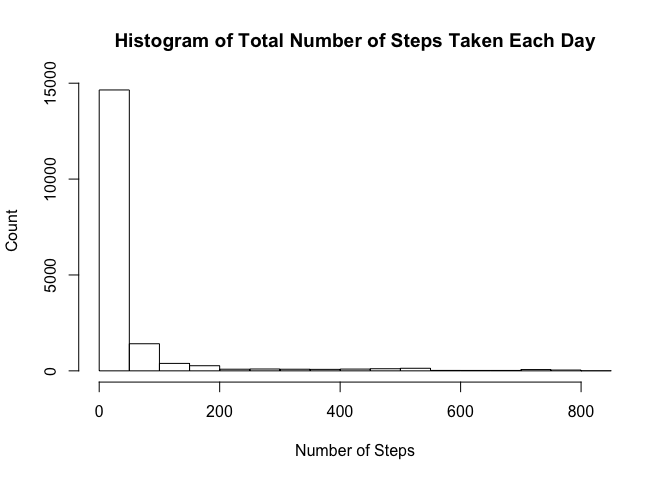 Histogram of Total Number of Steps Taken Each Day
15000
10000
5000
0
Count
0 200 400 600 800
Number of Steps